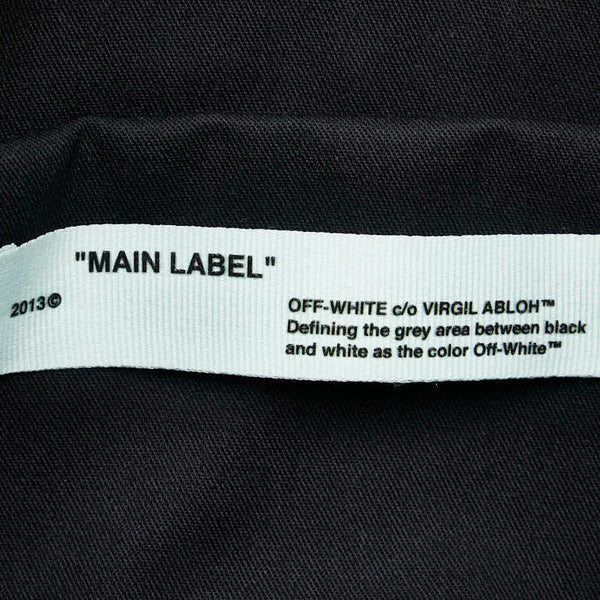 "MAIN LABEL"
2013©
OFF-WHITE c/o VIRGIL ABLOH™
Defining the grey area between black
and white as the color Off-White™